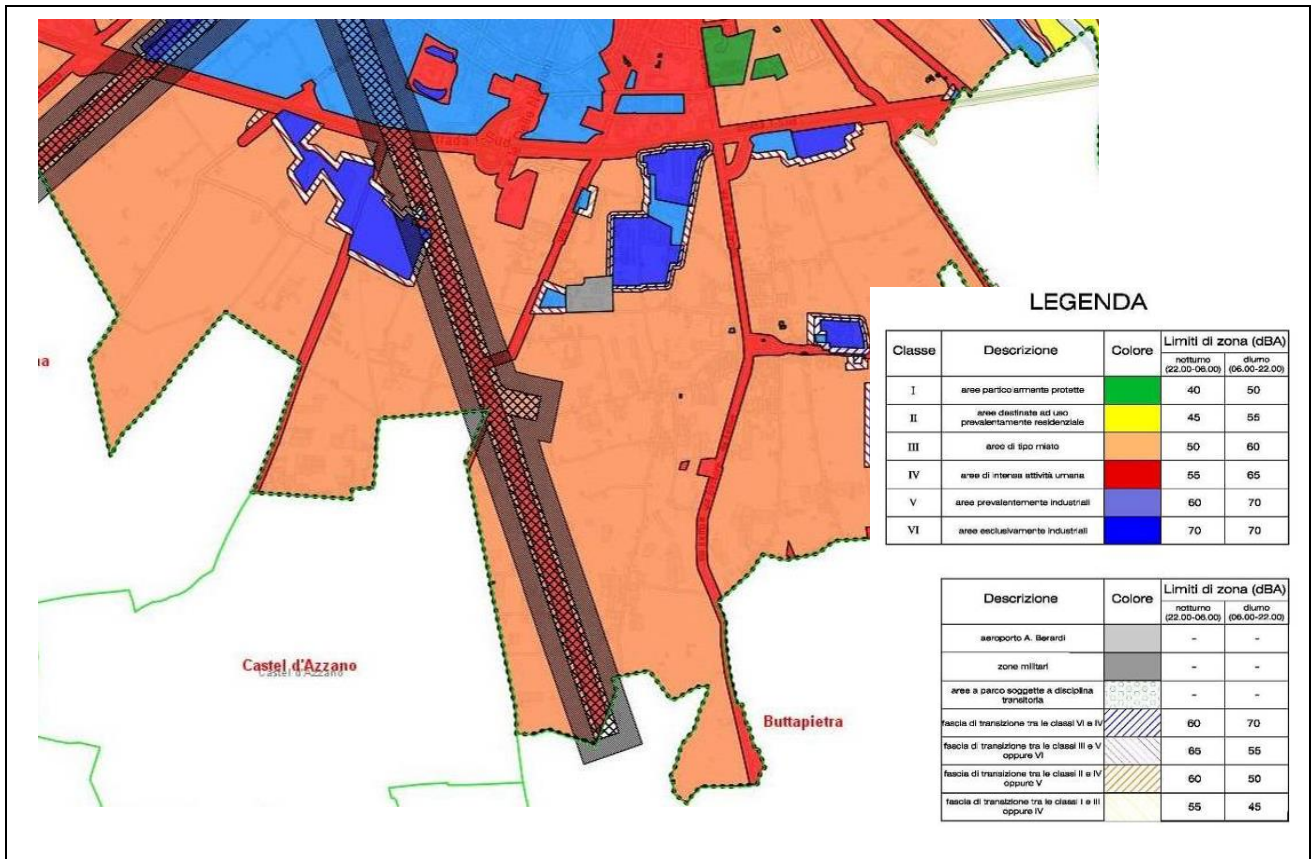 na
Castel d'Azzano
Castel d'Azzano
Buttapietra
LEGENDA
Classe Descrizione Colore Limiti di zona (dBA)
notturno (22.00-06.00) diurno (06.00-22.00)
I aree particolarmente protette 40 50
II aree destinate ad uso
prevalentamente residenziale 45 55
III aree di tipo misto 50 60
IV aree di intensa attività umana 55 65
V aree prevalentemente industriali 60 70
VI aree esclusivamente industriali 70 70
Descrizione Colore Limiti di zona (dBA)
notturno (22.00-06.00) diurno (06.00-22.00)
aeroporto A. Berardi - -
zone militari - -
aree a parco soggette a disciplina
transitoria - -
fascia di transizione tra le classi VI e IV 60 70
fascia di transizione tra le classi III e V
oppure VI 65 55
fascia di transizione tra le classi II e IV
oppure V 60 50
fascia di transizione tra le classi I e III
oppure IV 55 45